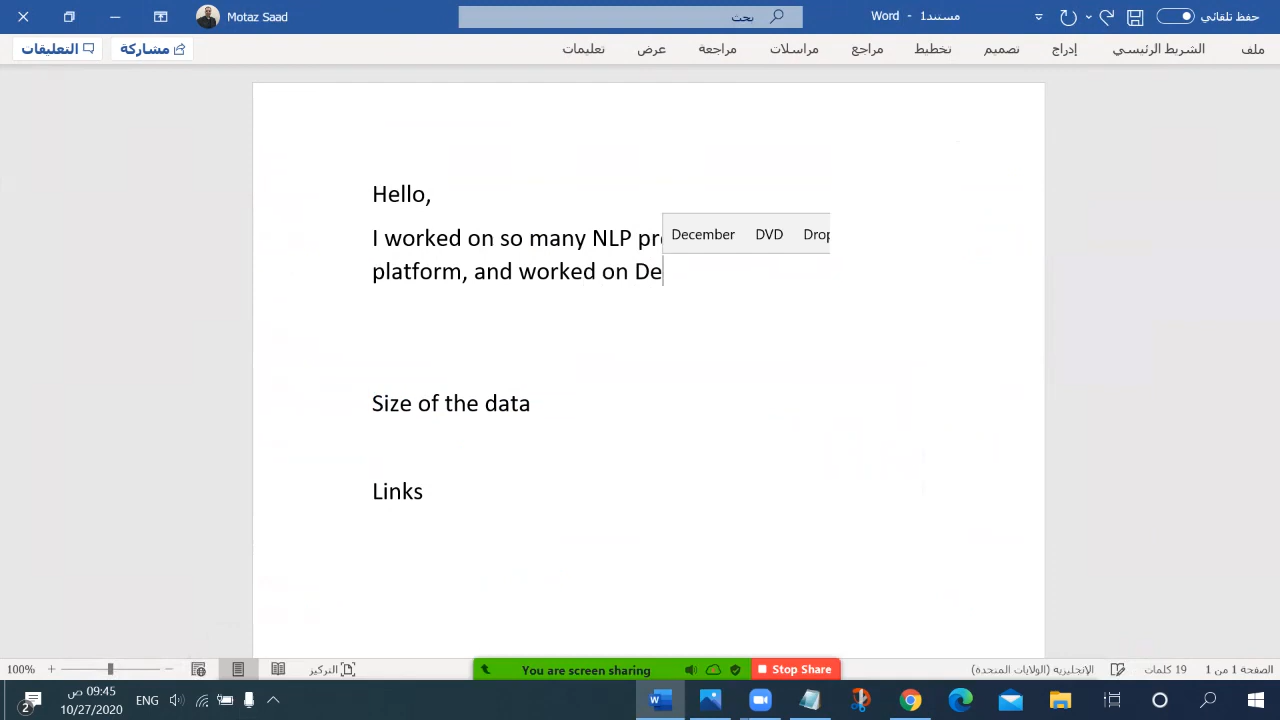 Motaz Saad
بحث
مستند1 - Word
حفظ تلقائي
ملف
الشريط الرئيسي
إدراج
تصميم
تخطيط
مراجع
مراسلات
مراجعة
عرض
تعليمات
مشاركة
التعليقات
Hello,
I worked on so many NLP
December DVD
platform, and worked on De
Size of the data
Links
الصفحة 1 من 1
19 كلمات
الإنجليزية (الولايات المتحدة)
You are screen sharing
Stop Share
التركيز
100%
ENG
09:45 ص
10/27/2020
2